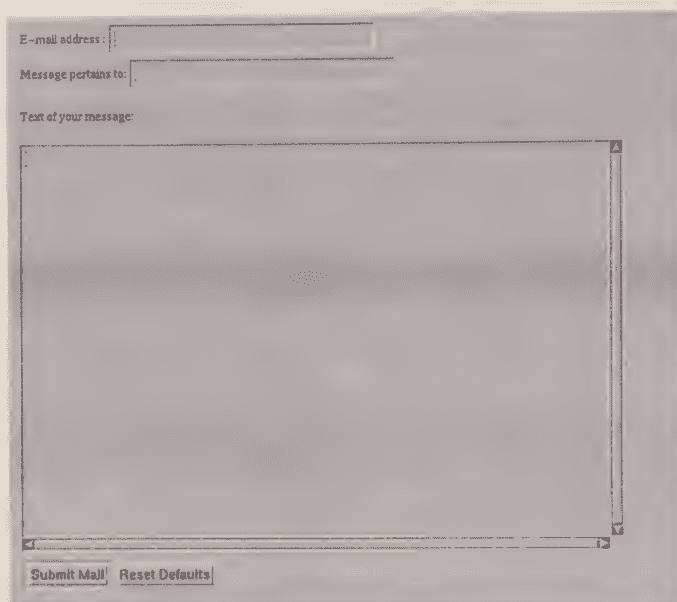 E-mail address :
Message pertains to:
Text of your message:
Submit Mail Reset Defaults